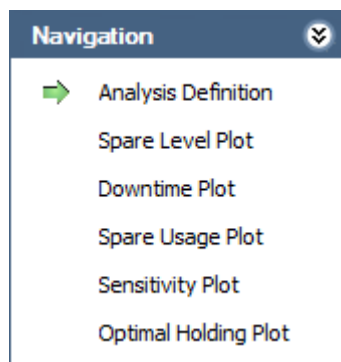 Navigation
Analysis Definition
Spare Level Plot
Downtime Plot
Spare Usage Plot
Sensitivity Plot
Optimal Holding Plot